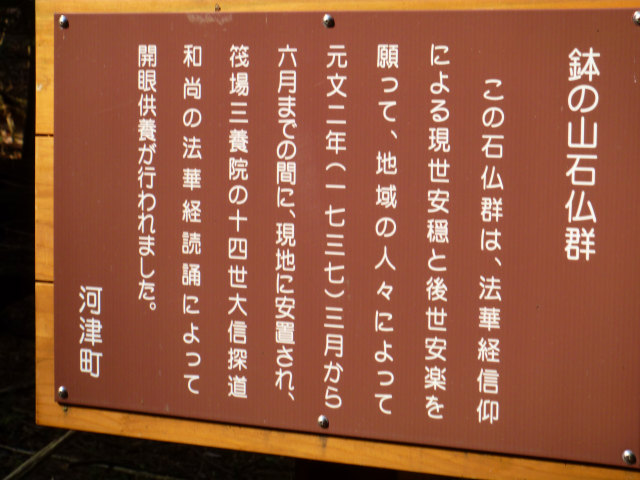 鉢の山石仏群
この石仏群は、法華経信仰
による現世安穏と後世安楽を
願って、地域の人々によって
元文二年(一七三七)三月から
六月までの間に、現地に安置され、
筏場三養院の十四世大信探道
和尚の法華経読誦によって
開眼供養が行われました。
河津町